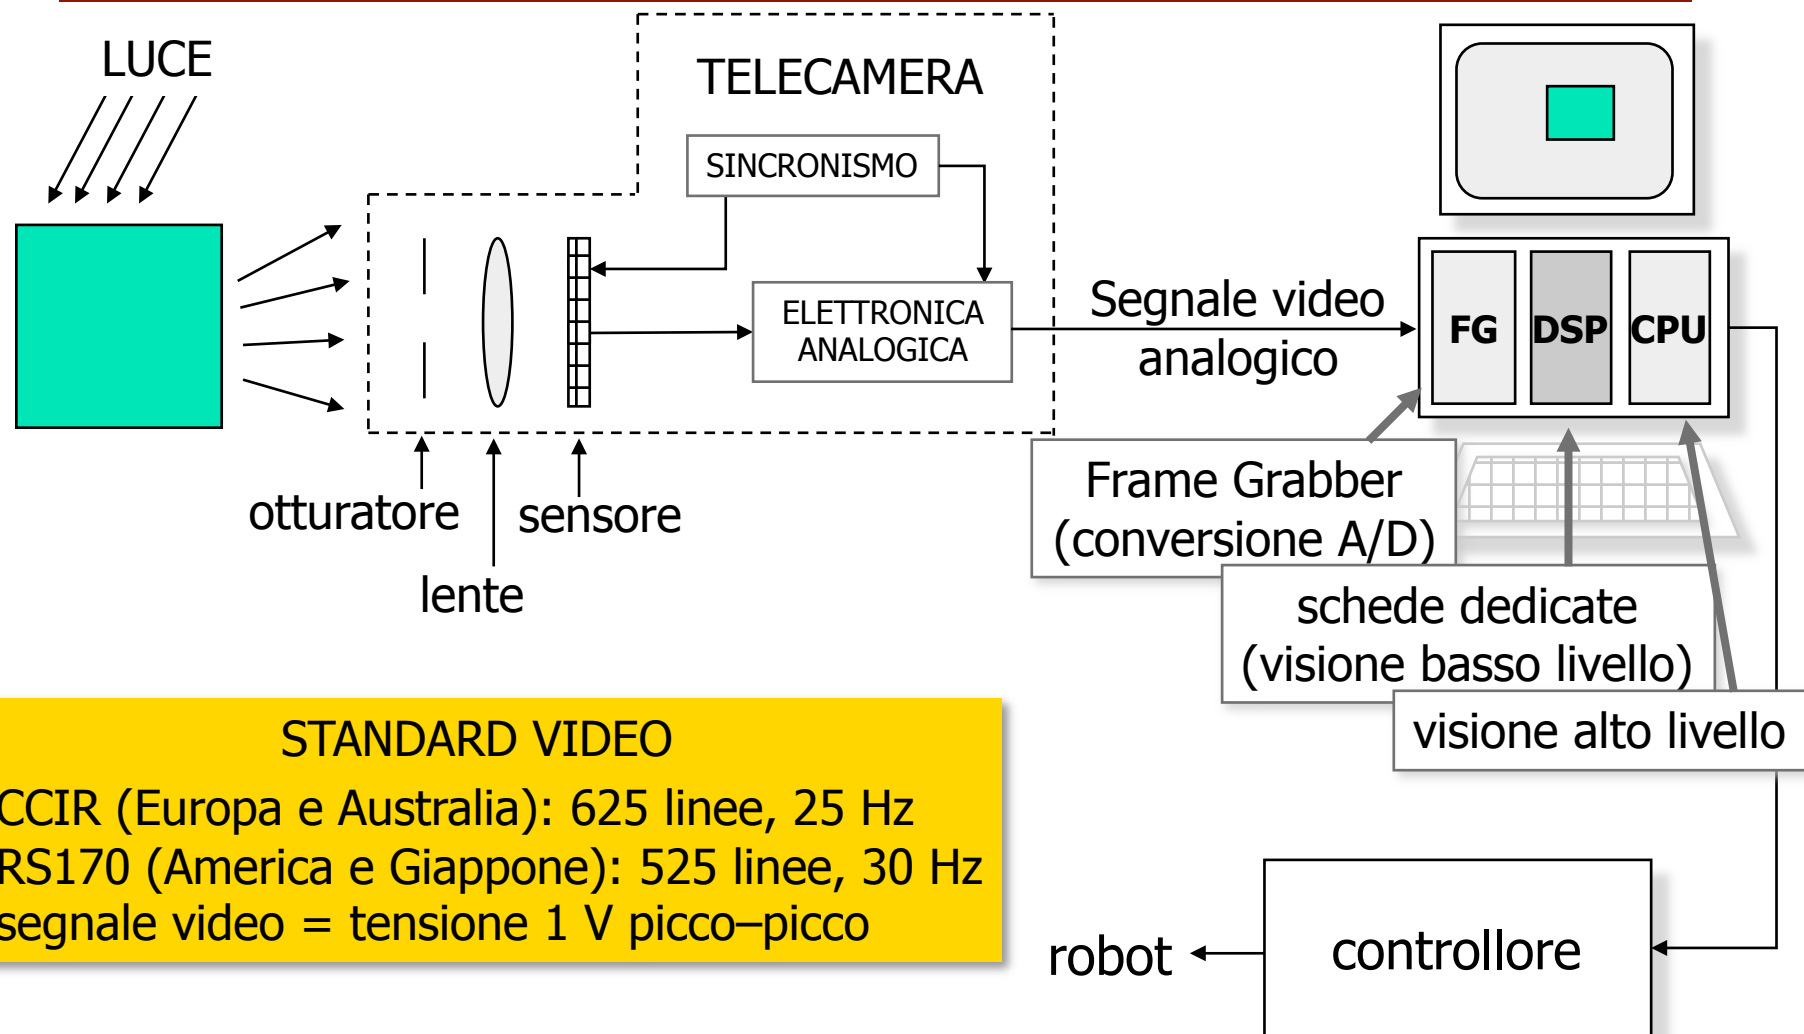 LUCE
TELECAMERA
SINCRONISMO
ELETTRONICA
ANALOGICA
Segnale video
analogico
FG
DSP
CPU
otturatore
sensore
lente
Frame Grabber
(conversione A/D)
schede dedicate
(visione basso livello)
visione alto livello
STANDARD VIDEO
CCIR (Europa e Australia): 625 linee, 25 Hz
RS170 (America e Giappone): 525 linee, 30 Hz
segnale video = tensione 1 V picco–picco
robot
controllore